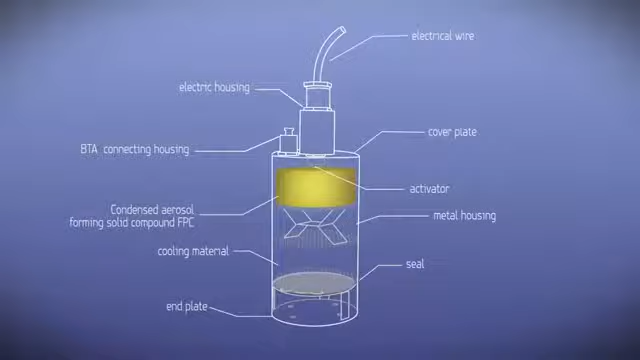 electrical wire
electric housing
cover plate
BTA connecting housing
activator
Condensed aerosol
forming solid compound FPC
metal housing
cooling material
seal
end plate